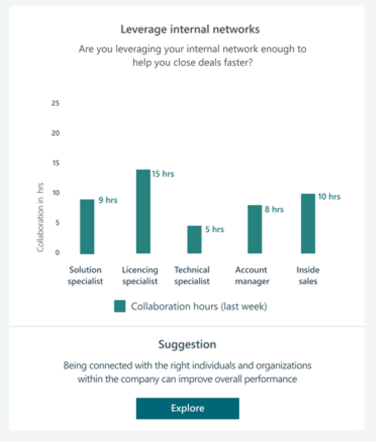 Leverage internal networks
Are you leveraging your internal network enough to
help you close deals faster?
25
20
15
10
5
0
Collaboration in hrs
9 hrs
15 hrs
5 hrs
8 hrs
10 hrs
Solution
specialist
Licencing
specialist
Technical
specialist
Account
manager
Inside
sales
Collaboration hours (last week)
Suggestion
Being connected with the right individuals and organizations
within the company can improve overall performance
Explore